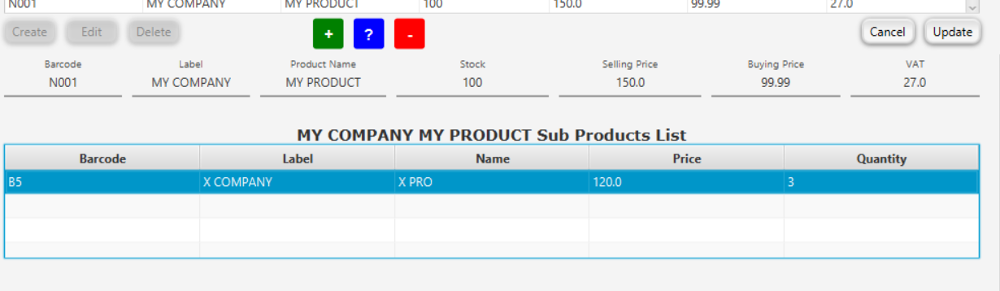 N001 MY COMPANY MY PRODUCT 100 150.0 99.99 27.0
Create Edit Delete + ? - Cancel Update
Barcode Label Product Name Stock Selling Price Buying Price VAT
N001 MY COMPANY MY PRODUCT 100 150.0 99.99 27.0
MY COMPANY MY PRODUCT Sub Products List
Barcode Label Name Price Quantity
B5 X COMPANY X PRO 120.0 3